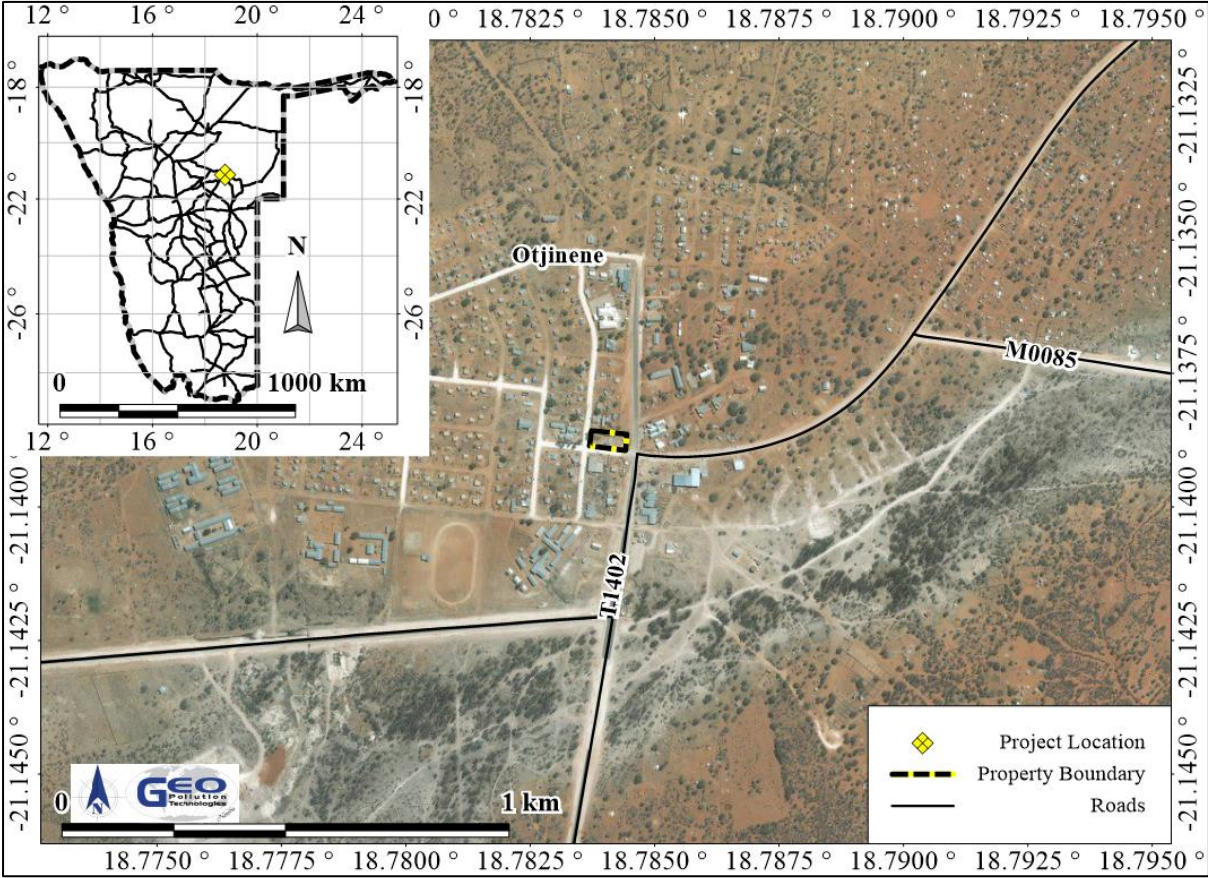 12 ° 16 ° 20 ° 24 °
0 ° 18.7825 ° 18.7850 ° 18.7875 ° 18.7900 ° 18.7925 ° 18.7950 °
-18 °
-18 °
-22 °
-22 °
-26 °
-26 °
N
0 1000 km
12 ° 16 ° 20 ° 24 °
-21.1325 °
-21.1350 °
-21.1375 °
-21.1400 °
-21.1400 °
-21.1425 °
-21.1425 °
-21.1450 °
-21.1450 °
Otjinene
M0085
T1402
Project Location
Property Boundary
Roads
N
GEO
Pollution
Technologies
0 1 km
18.7750 ° 18.7775 ° 18.7800 ° 18.7825 ° 18.7850 ° 18.7875 ° 18.7900 ° 18.7925 ° 18.7950 °